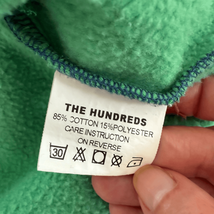 THE HUNDREDS
85% COTTON 15%POLYESTER
CARE INSTRUCTION
ON REVERSE
30